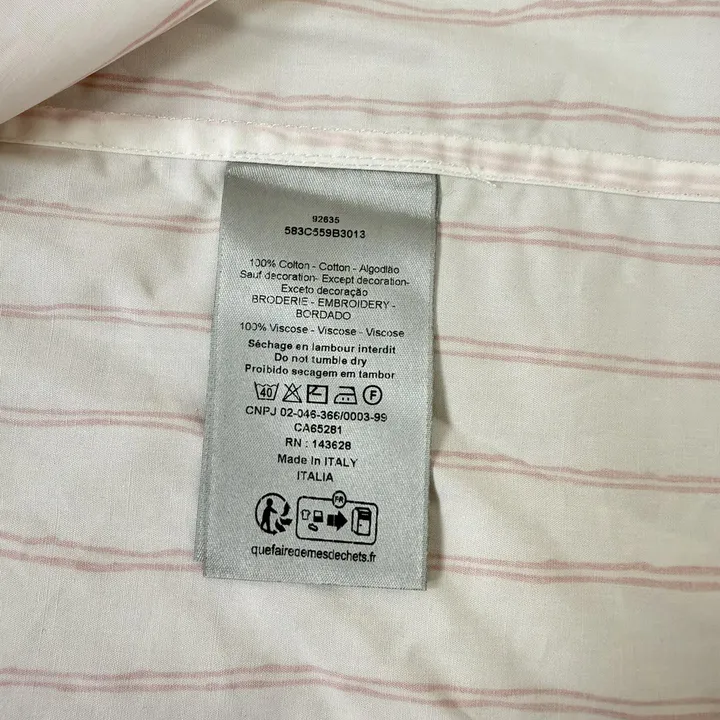 92635
583C559B3013
100% Cotton - Cotton - Algodão
Sauf decoration- Except decoration-
Exceto decoração
BRODERIE - EMBROIDERY -
BORDADO
100% Viscose - Viscose - Viscose
Séchage en tambour interdit
Do not tumble dry
Proibido secagem em tambor
40 F
CNPJ 02-046-366/0003-99
CA65281
RN : 143628
Made In ITALY
ITALIA
FR
quefairedemesdechets.fr